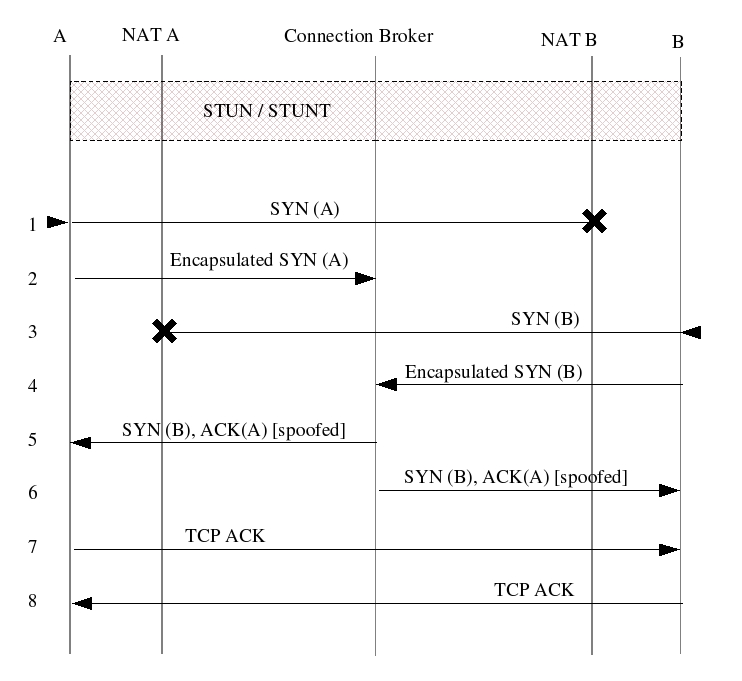 A NAT A Connection Broker NAT B B
STUN / STUNT
1 SYN (A)
2 Encapsulated SYN (A)
3 SYN (B)
4 Encapsulated SYN (B)
5 SYN (B), ACK(A) [spoofed]
6 SYN (B), ACK(A) [spoofed]
7 TCP ACK
8 TCP ACK